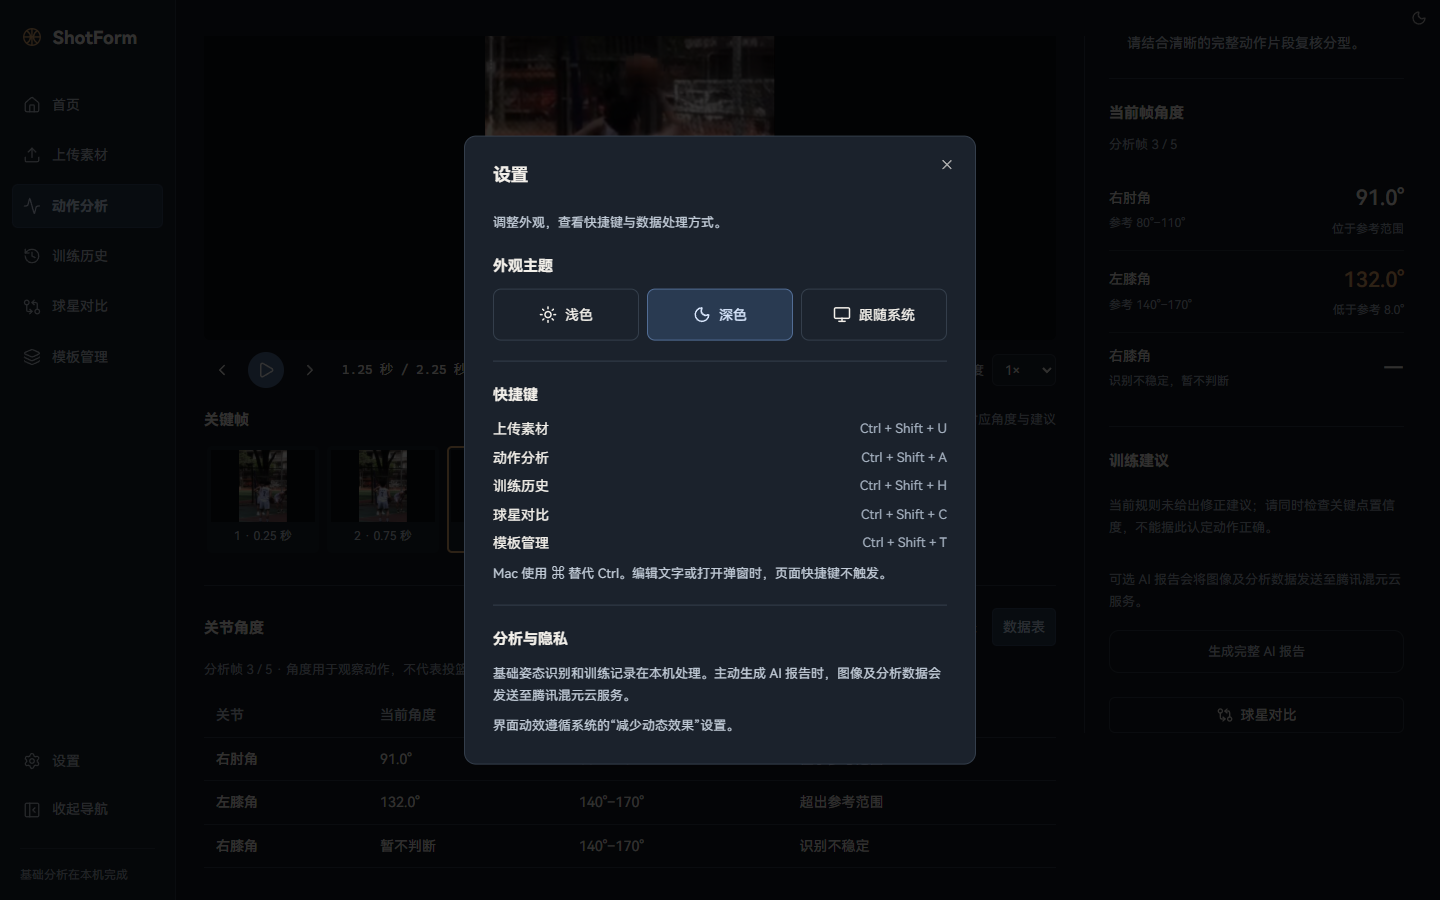 ShotForm
首页
上传素材
动作分析
训练历史
球星对比
模板管理
设置
收起导航
基础分析在本机完成
1.25 秒 / 2.25 秒
度
1×
关键帧
应角度与建议
1 · 0.25 秒
2 · 0.75 秒
关节角度
数据表
分析帧 3 / 5 · 角度用于观察动作，不代表投篮
关节
当前角度
右肘角
91.0°
左膝角
132.0°
140°–170°
超出参考范围
右膝角
暂不判断
140°–170°
识别不稳定
设置
调整外观，查看快捷键与数据处理方式。
外观主题
浅色
深色
跟随系统
快捷键
上传素材
Ctrl + Shift + U
动作分析
Ctrl + Shift + A
训练历史
Ctrl + Shift + H
球星对比
Ctrl + Shift + C
模板管理
Ctrl + Shift + T
Mac 使用 ⌘ 替代 Ctrl。编辑文字或打开弹窗时，页面快捷键不触发。
分析与隐私
基础姿态识别和训练记录在本机处理。主动生成 AI 报告时，图像及分析数据会
发送至腾讯混元云服务。
界面动效遵循系统的“减少动态效果”设置。
请结合清晰的完整动作片段复核分型。
当前帧角度
分析帧 3 / 5
右肘角
91.0°
参考 80°–110°
位于参考范围
左膝角
132.0°
参考 140°–170°
低于参考 8.0°
右膝角
—
识别不稳定，暂不判断
训练建议
当前规则未给出修正建议；请同时检查关键点置信
度，不能据此认定动作正确。
可选 AI 报告会将图像及分析数据发送至腾讯混元云
服务。
生成完整 AI 报告
球星对比